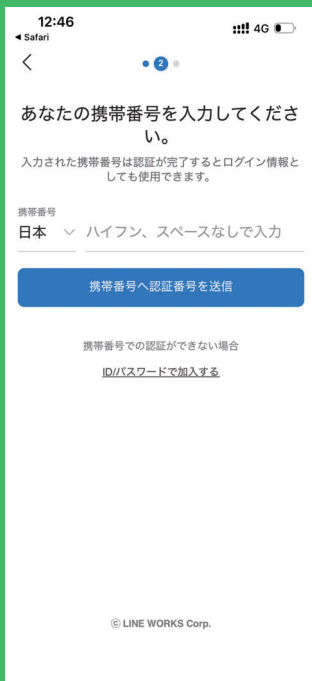 12:46
4G
◀ Safari
2
あなたの携帯番号を入力してくださ
い。
入力された携帯番号は認証が完了するとログイン情報と
しても使用できます。
携帯番号
日本
ハイフン、スペースなしで入力
携帯番号へ認証番号を送信
携帯番号での認証ができない場合
ID/パスワードで加入する
© LINE WORKS Corp.